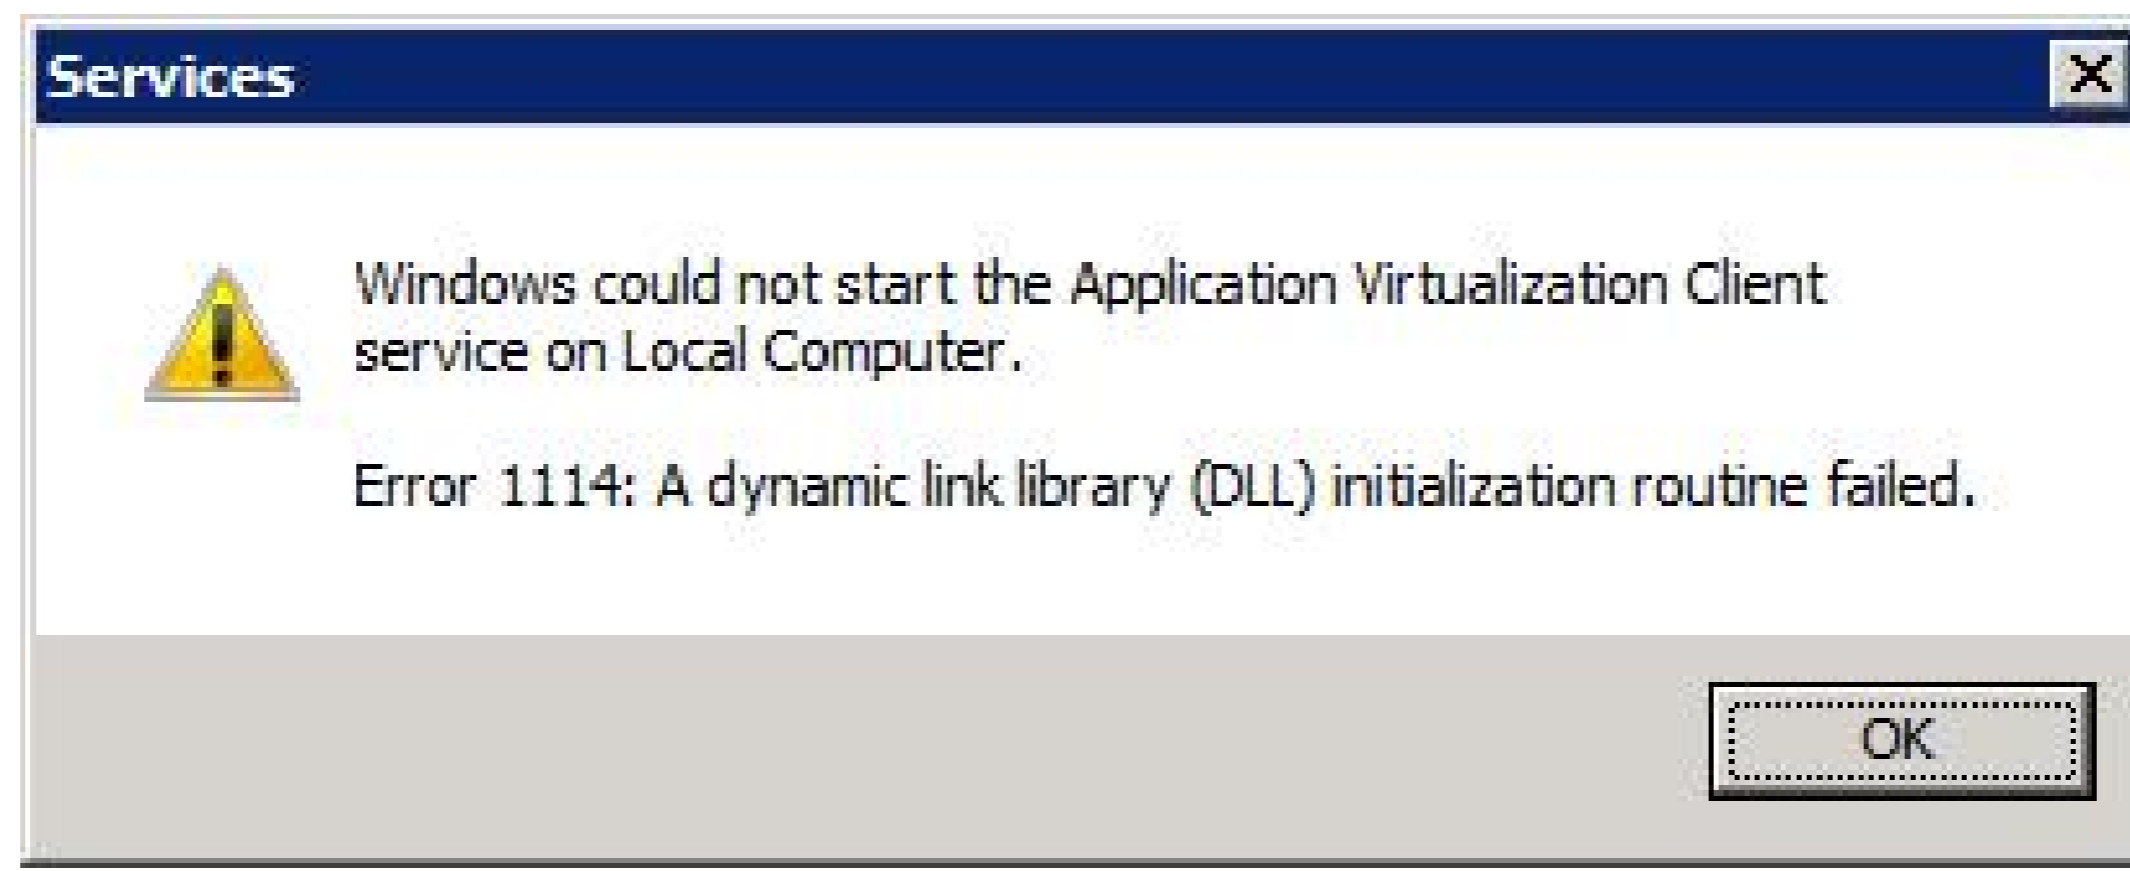 Services
Windows could not start the Application Virtualization Client
service on Local Computer.
Error 1114: A dynamic link library (DLL) initialization routine failed.
OK